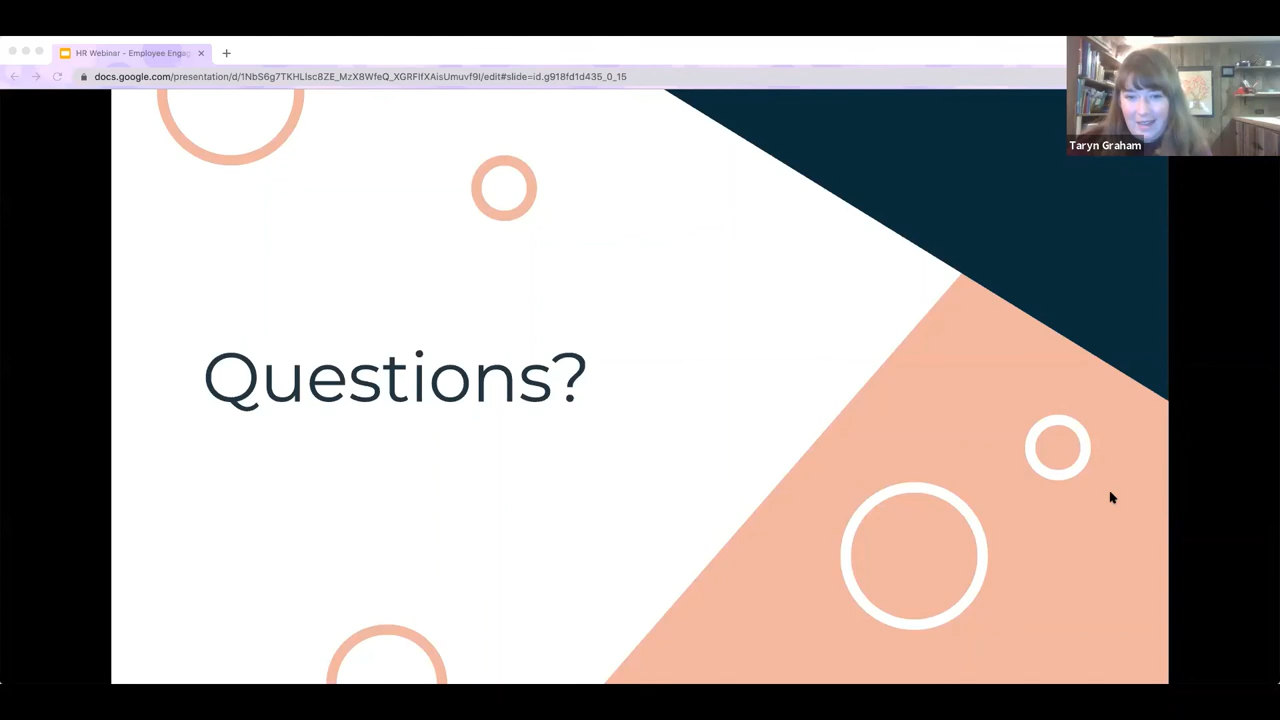 HR Webinar - Employee Engag
docs.google.com/presentation/d/1NbS6g7TKHLIsc8ZE_MzX8WfeQ_XGRFIfXAisUmuvf9I/edit#slide=id.g918fd1d435_0_15
Taryn Graham
Questions?